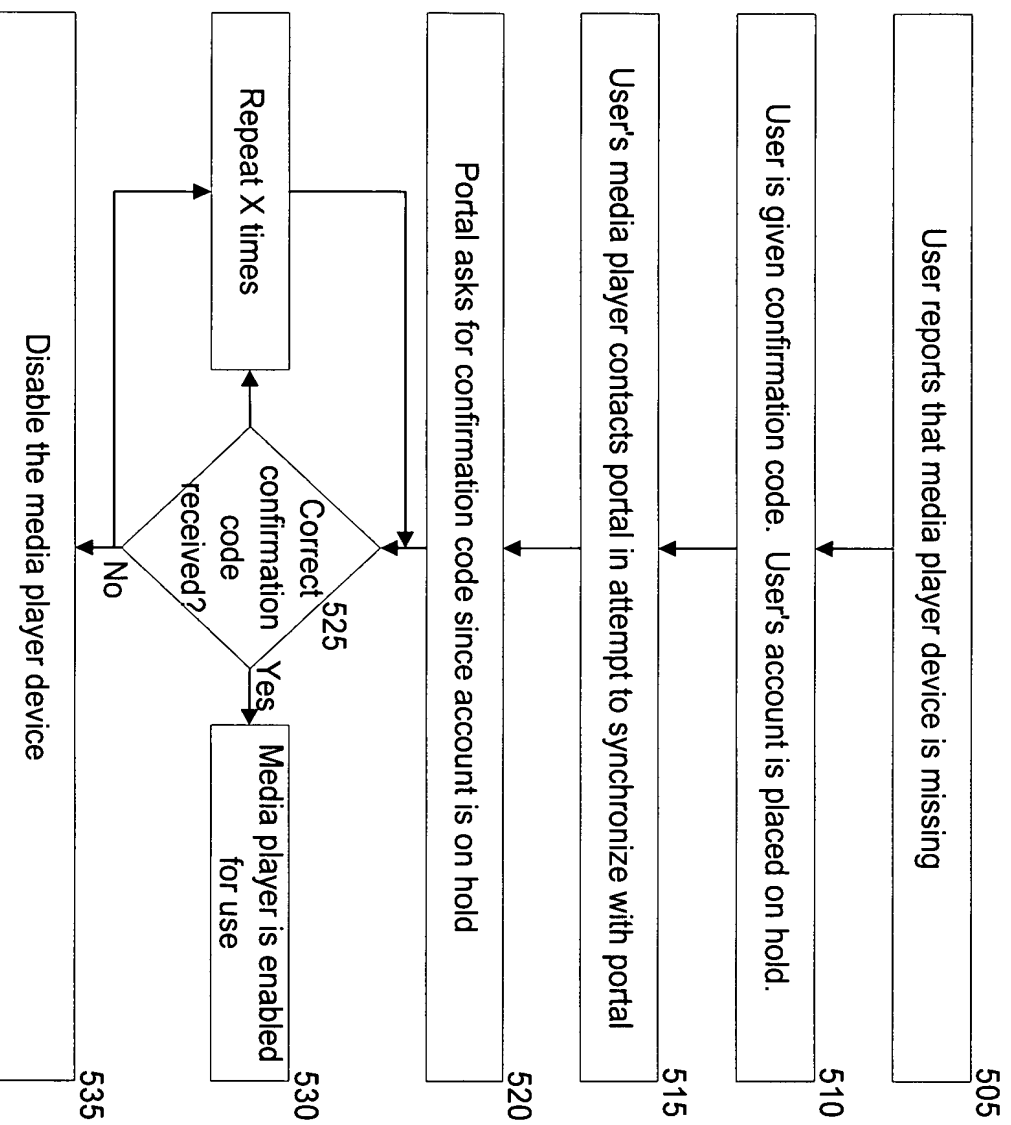 User reports that media player device is missing
505
User is given confirmation code.  User's account is placed on hold.
510
User's media player contacts portal in attempt to synchronize with portal
515
Portal asks for confirmation code since account is on hold
520
Repeat X times
Correct
confirmation
code
received?
525
Yes
No
Media player is enabled
for use
530
Disable the media player device
535